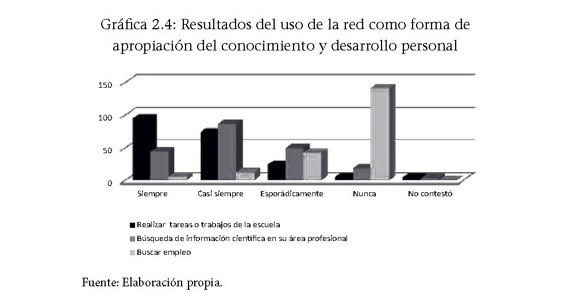 Gráfica 2.4: Resultados del uso de la red como forma de
apropiación del conocimiento y desarrollo personal
150
100
50
0
Siempre Casi siempre Esporádicamente Nunca No contestó
Realizar tareas o trabajos de la escuela
Búsqueda de información científica en su área profesional
Buscar empleo
Fuente: Elaboración propia.